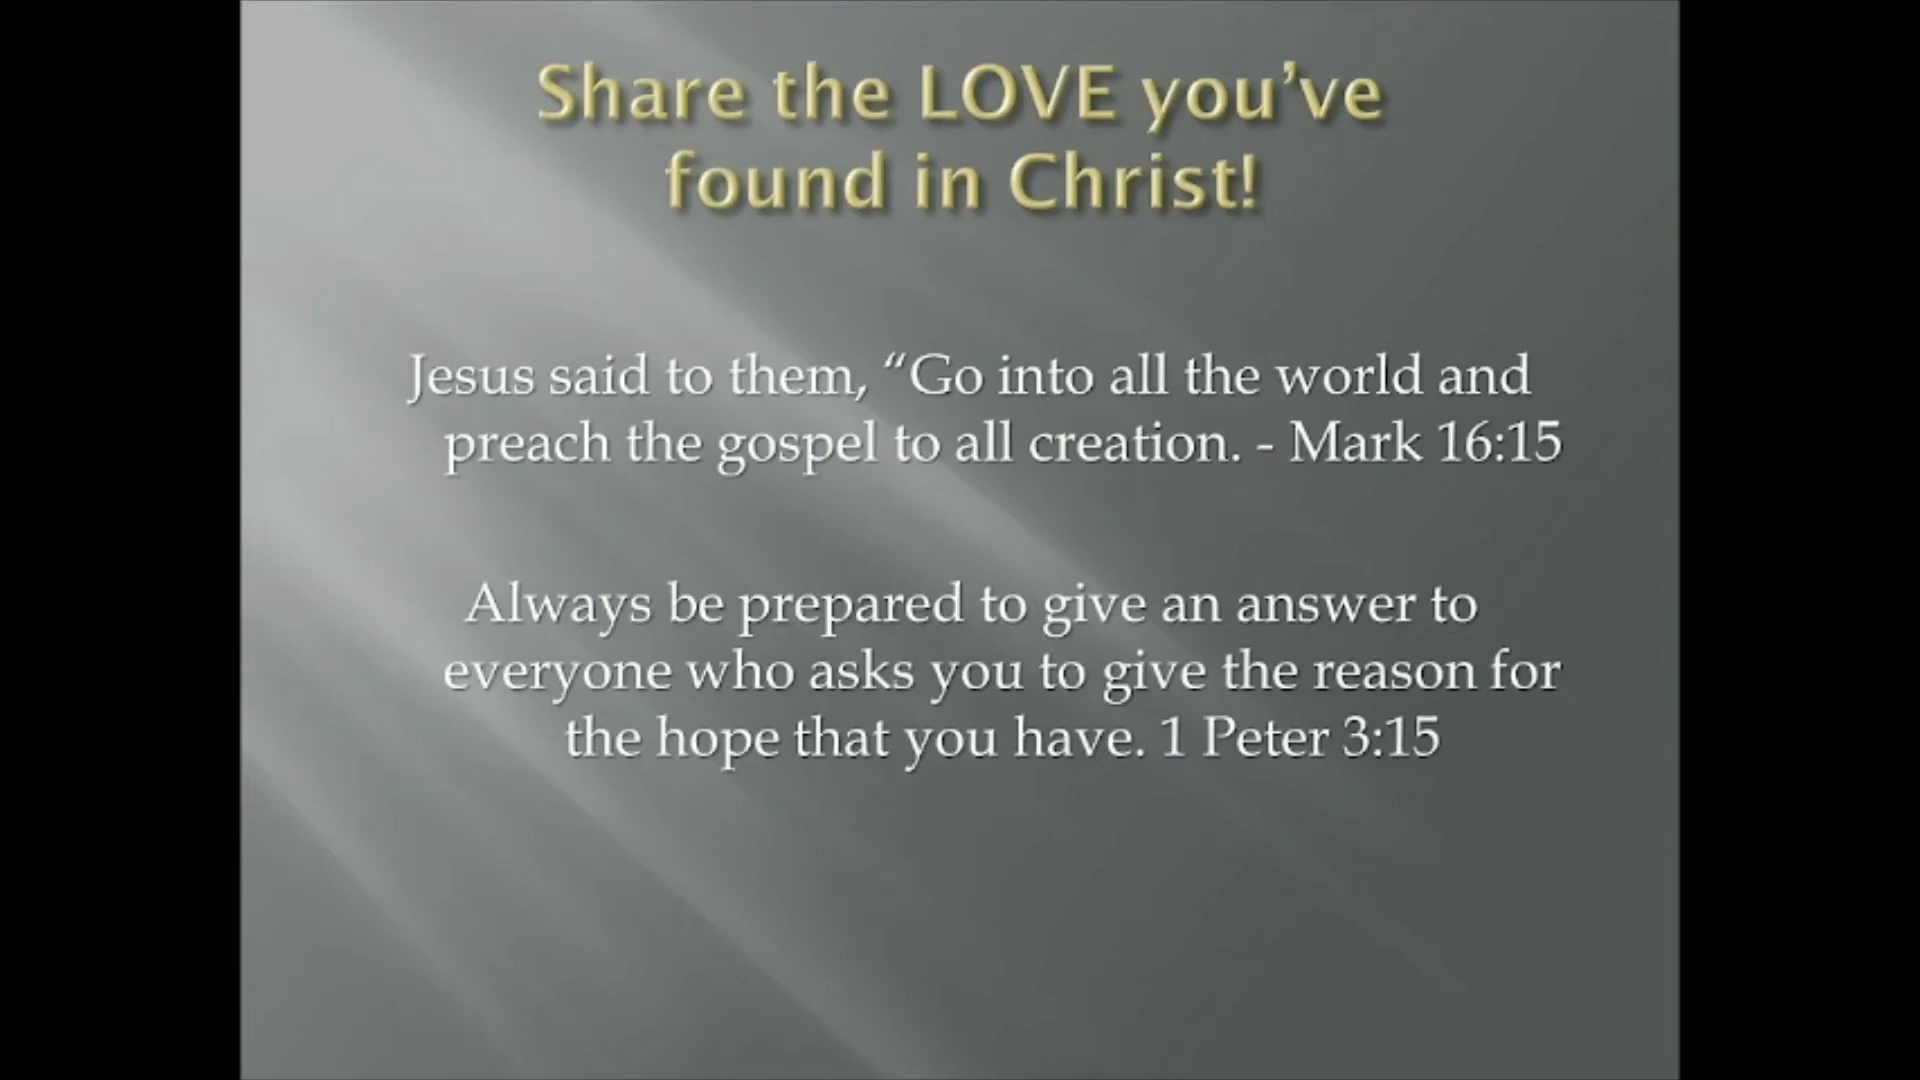 Share the LOVE you’ve
found in Christ!
Jesus said to them, “Go into all the world and
preach the gospel to all creation. - Mark 16:15
Always be prepared to give an answer to
everyone who asks you to give the reason for
the hope that you have. 1 Peter 3:15